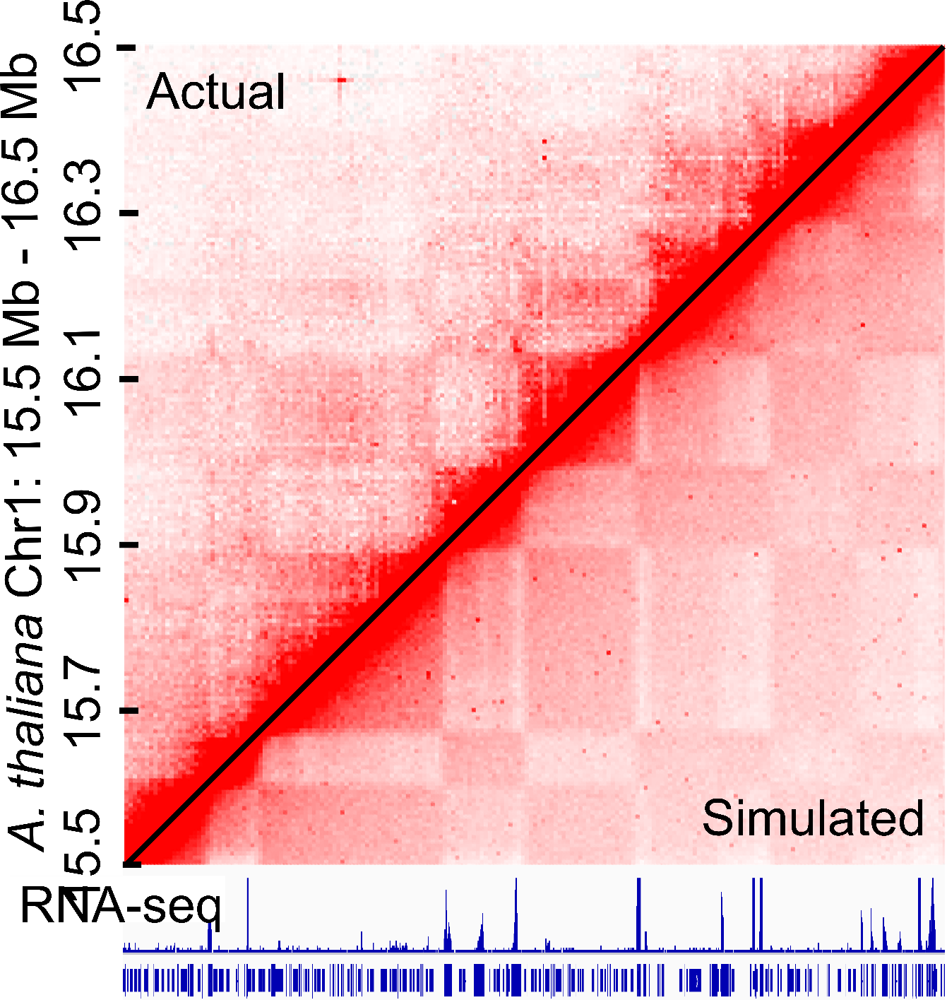 A. thaliana Chr1: 15.5 Mb - 16.5 Mb
16.5
16.3
16.1
15.9
15.7
15.5
Actual
Simulated
RNA-seq